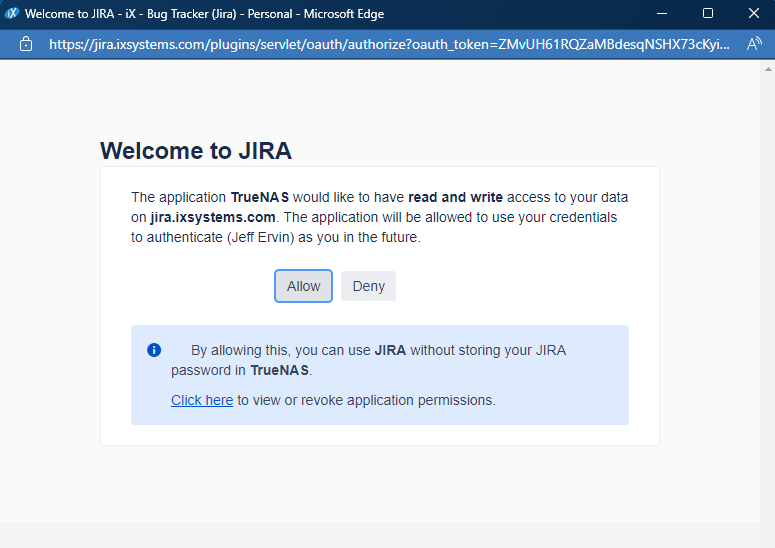 iX Welcome to JIRA - iX - Bug Tracker (Jira) - Personal - Microsoft Edge
https://jira.ixsystems.com/plugins/servlet/oauth/authorize?oauth_token=ZMvUH61RQZaMBdesqNSHX73cKyi...
Welcome to JIRA
The application TrueNAS would like to have read and write access to your data
on jira.ixsystems.com. The application will be allowed to use your credentials
to authenticate (Jeff Ervin) as you in the future.
Allow Deny
By allowing this, you can use JIRA without storing your JIRA
password in TrueNAS.
Click here to view or revoke application permissions.